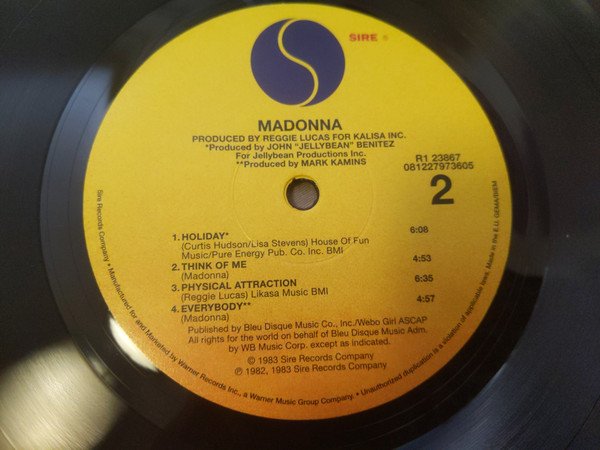 SIRE ®
MADONNA
PRODUCED BY REGGIE LUCAS FOR KALISA INC.
*Produced by JOHN "JELLYBEAN" BENITEZ
For Jellybean Productions Inc.
**Produced by MARK KAMINS
R1 23867
081227973605
2
1. HOLIDAY* 6:08
(Curtis Hudson/Lisa Stevens) House Of Fun
Music/Pure Energy Pub. Co. Inc. BMI
2. THINK OF ME 4:53
(Madonna)
3. PHYSICAL ATTRACTION 6:35
(Reggie Lucas) Likasa Music BMI
4. EVERYBODY** 4:57
(Madonna)
Published by Bleu Disque Music Co., Inc./Webo Girl ASCAP
All rights for the world on behalf of Bleu Disque Music Adm.
by WB Music Corp. except as indicated.
© 1983 Sire Records Company
℗ 1982, 1983 Sire Records Company
Sire Records Company • Manufactured for and Marketed by Warner Records Inc., a Warner Music Group Company. • Unauthorized duplication is a violation of applicable laws. Made in the E.U. GEMA/BIEM